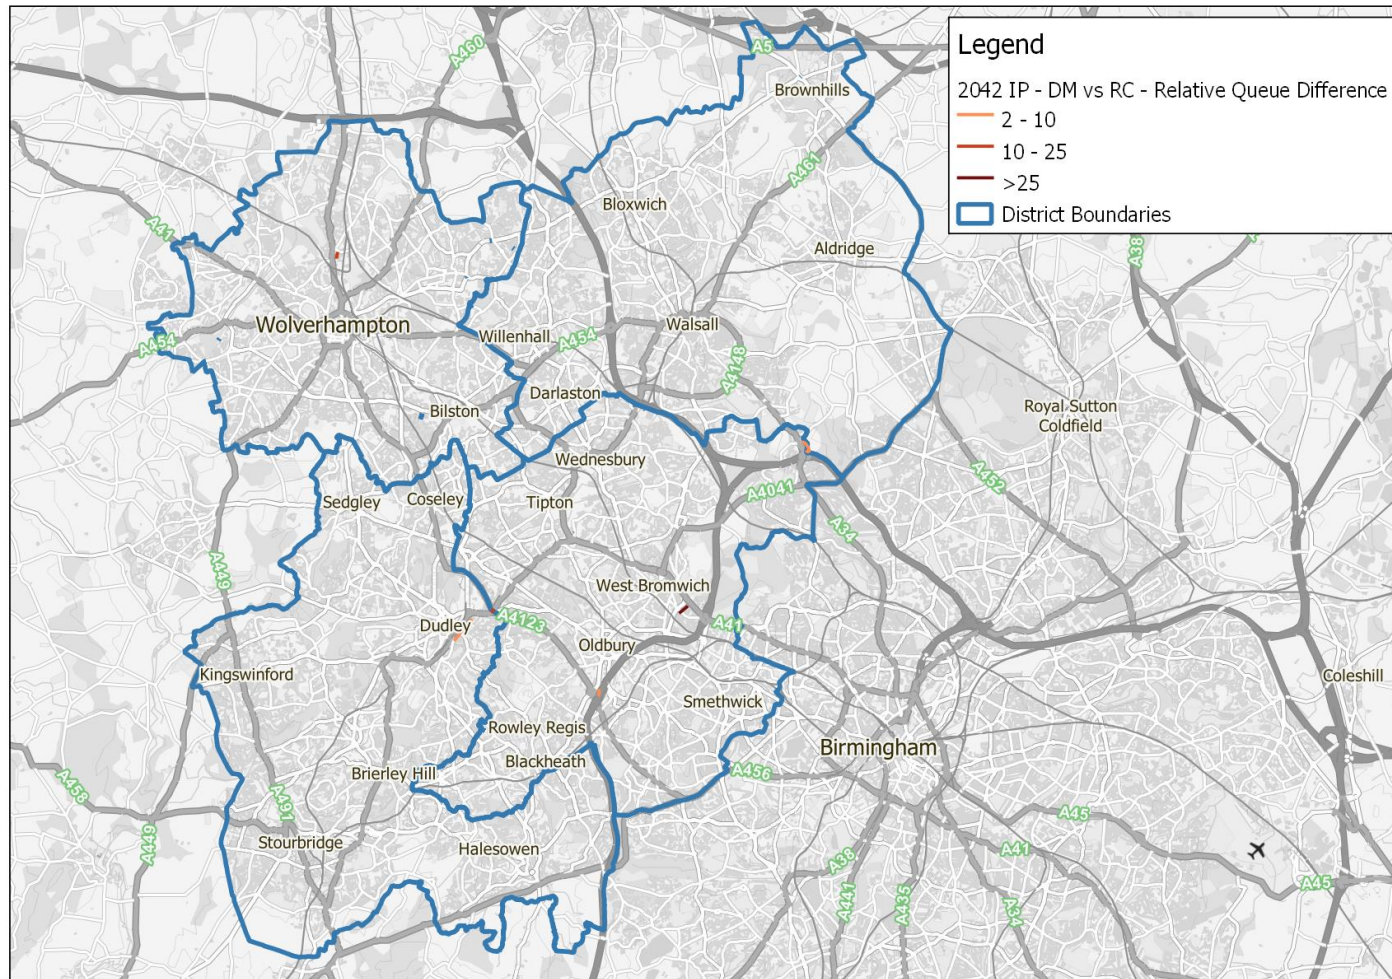 Legend
2042 IP - DM vs RC - Relative Queue Difference
2 - 10
10 - 25
>25
District Boundaries
A460
A5
Brownhills
A461
A38
Bloxwich
A41
Aldridge
Wolverhampton
Willenhall
A454
Walsall
A454
A4148
Darlaston
Bilston
Royal Sutton
Coldfield
Wednesbury
A452
Sedgley
Coseley
Tipton
A4041
A34
A449
West Bromwich
Dudley
A4123
A41
Oldbury
Kingswinford
Coleshill
Smethwick
Rowley Regis
Birmingham
Blackheath
Brierley Hill
A456
A458
A491
A45
A449
Stourbridge
Halesowen
A38
A41
A45
A441
A435
A34